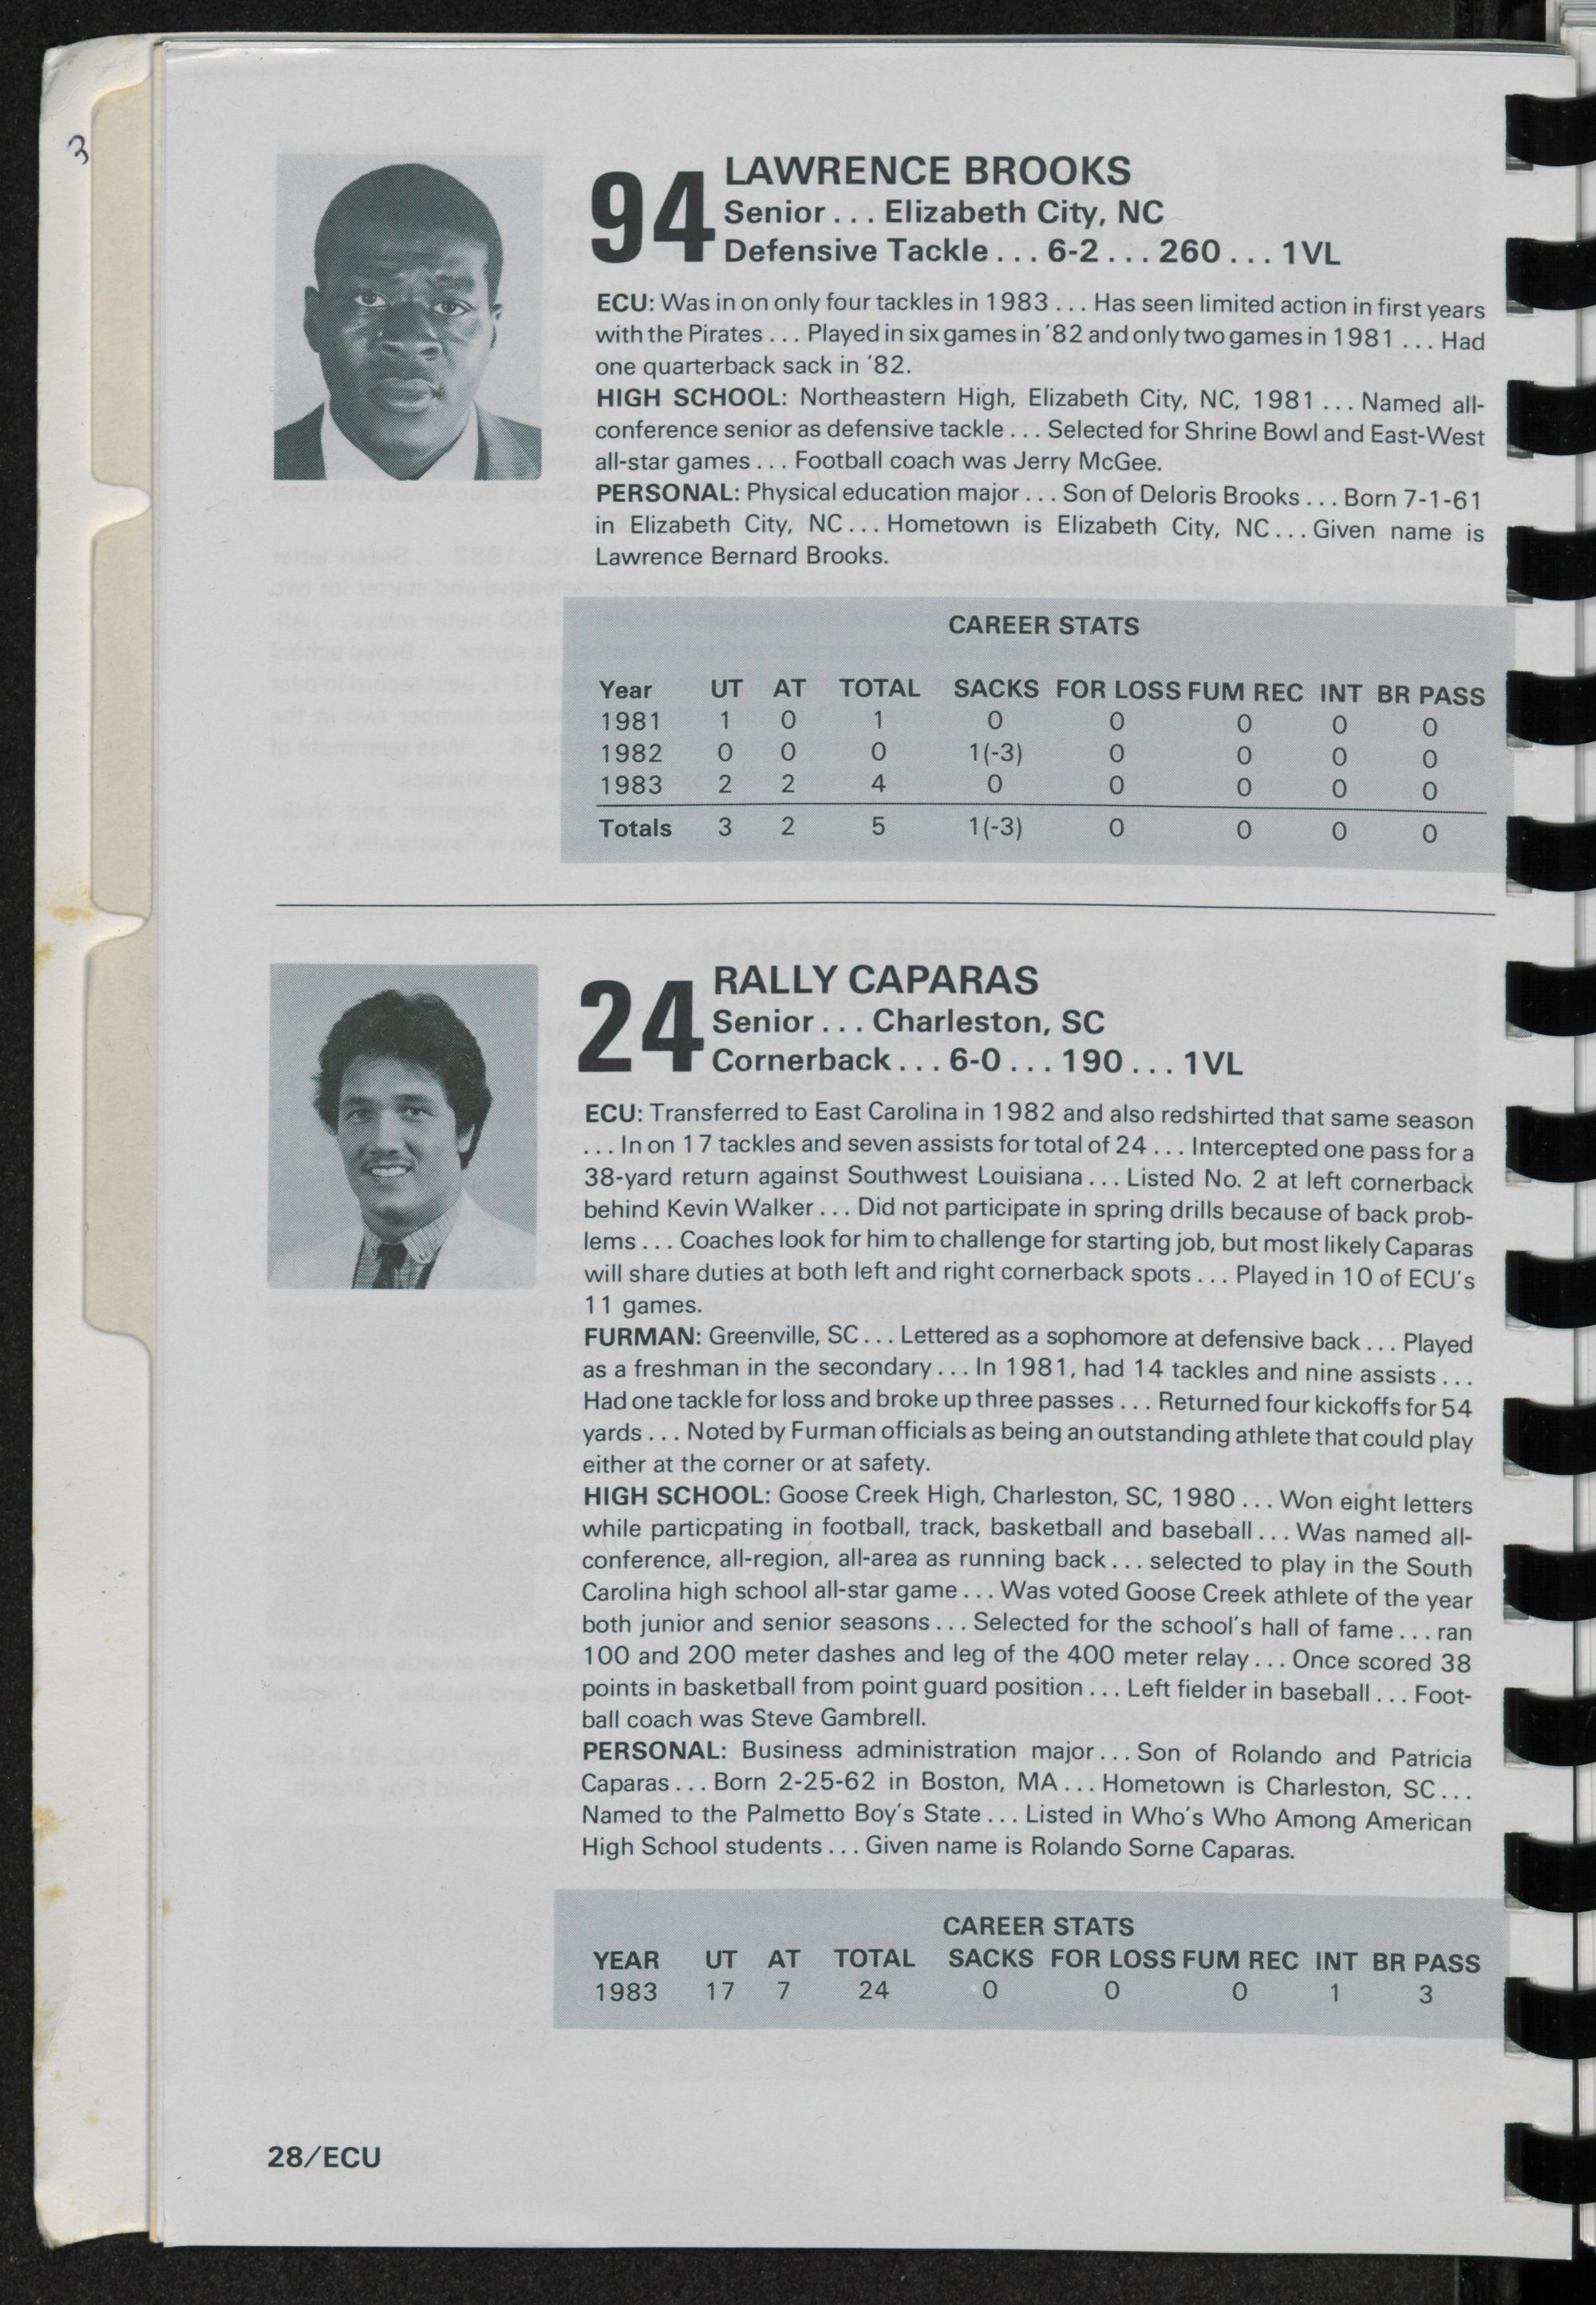 3
94
LAWRENCE BROOKS
Senior . . . Elizabeth City, NC
Defensive Tackle . . . 6-2 . . . 260 . . . 1VL
ECU: Was in on only four tackles in 1983 . . . Has seen limited action in first years
with the Pirates . . . Played in six games in '82 and only two games in 1981 . . . Had
one quarterback sack in '82.
HIGH SCHOOL: Northeastern High, Elizabeth City, NC, 1981 . . . Named all-
conference senior as defensive tackle . . . Selected for Shrine Bowl and East-West
all-star games . . . Football coach was Jerry McGee.
PERSONAL: Physical education major . . . Son of Deloris Brooks . . . Born 7-1-61
in Elizabeth City, NC . . . Hometown is Elizabeth City, NC . . . Given name is
Lawrence Bernard Brooks.
CAREER STATS
Year UT AT TOTAL SACKS FOR LOSS FUM REC INT BR PASS
1981 1 0 1 0 0 0 0 0
1982 0 0 0 1(-3) 0 0 0 0
1983 2 2 4 0 0 0 0 0
Totals 3 2 5 1(-3) 0 0 0 0
24
RALLY CAPARAS
Senior . . . Charleston, SC
Cornerback . . . 6-0 . . . 190 . . . 1VL
ECU: Transferred to East Carolina in 1982 and also redshirted that same season
. . . In on 17 tackles and seven assists for total of 24 . . . Intercepted one pass for a
38-yard return against Southwest Louisiana . . . Listed No. 2 at left cornerback
behind Kevin Walker . . . Did not participate in spring drills because of back prob-
lems . . . Coaches look for him to challenge for starting job, but most likely Caparas
will share duties at both left and right cornerback spots . . . Played in 10 of ECU's
11 games.
FURMAN: Greenville, SC . . . Lettered as a sophomore at defensive back . . . Played
as a freshman in the secondary . . . In 1981, had 14 tackles and nine assists . . .
Had one tackle for loss and broke up three passes . . . Returned four kickoffs for 54
yards . . . Noted by Furman officials as being an outstanding athlete that could play
either at the corner or at safety.
HIGH SCHOOL: Goose Creek High, Charleston, SC, 1980 . . . Won eight letters
while particpating in football, track, basketball and baseball . . . Was named all-
conference, all-region, all-area as running back . . . selected to play in the South
Carolina high school all-star game . . . Was voted Goose Creek athlete of the year
both junior and senior seasons . . . Selected for the school's hall of fame . . . ran
100 and 200 meter dashes and leg of the 400 meter relay . . . Once scored 38
points in basketball from point guard position . . . Left fielder in baseball . . . Foot-
ball coach was Steve Gambrell.
PERSONAL: Business administration major . . . Son of Rolando and Patricia
Caparas . . . Born 2-25-62 in Boston, MA . . . Hometown is Charleston, SC . . .
Named to the Palmetto Boy's State . . . Listed in Who's Who Among American
High School students . . . Given name is Rolando Sorne Caparas.
CAREER STATS
YEAR UT AT TOTAL SACKS FOR LOSS FUM REC INT BR PASS
1983 17 7 24 0 0 0 1 3
28/ECU